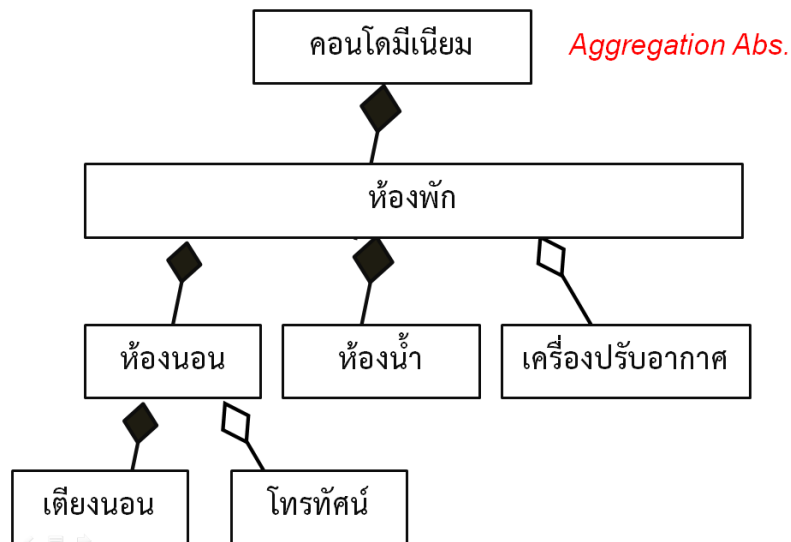 คอนโดมีเนียม
Aggregation Abs.
ห้องพัก
ห้องนอน
ห้องน้ำ
เครื่องปรับอากาศ
เตียงนอน
โทรทัศน์